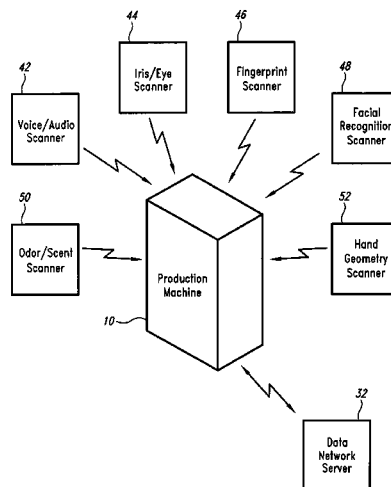 44
46
42
48
Iris/Eye
Scanner
Fingerprint
Scanner
Voice/Audio
Scanner
Facial
Recognition
Scanner
50
52
Odor/Scent
Scanner
Production
Machine
Hand
Geometry
Scanner
10
32
Data
Network
Server